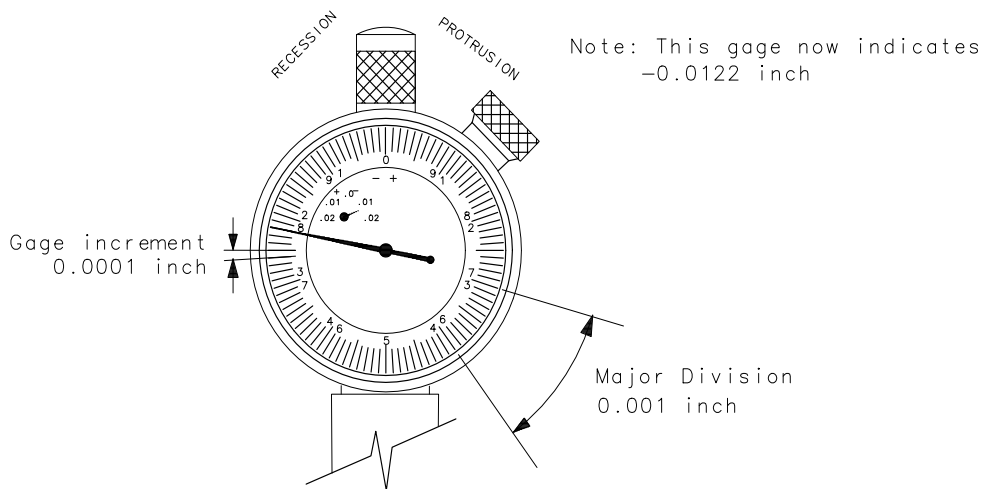 RECESSION
PROTRUSION
Note: This gage now indicates
-0.0122 inch
0
1 9
9 1
- +
+ .0 -
.01 .01
.02 .02
2
8
8
2
Gage increment
0.0001 inch
3
7
7
3
4 6
6 4
5
Major Division
0.001 inch